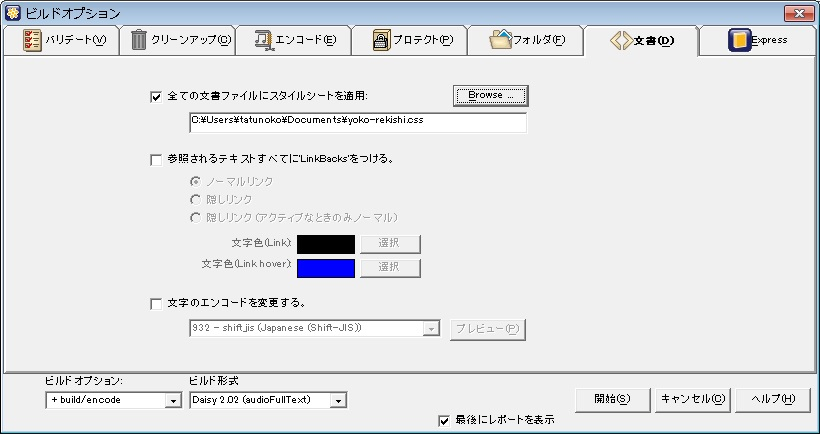 ビルドオプション
バリデート(V) クリーンアップ(C) エンコード(E) プロテクト(P) フォルダ(F) 文書(D) Express
全ての文書ファイルにスタイルシートを適用: Browse ...
C:¥Users¥tatunoko¥Documents¥yoko-rekishi.css
参照されるテキストすべてに'LinkBacks'をつける。
ノーマルリンク
隠しリンク
隠しリンク(アクティブなときのみノーマル)
文字色(Link): 選択
文字色(Link hover): 選択
文字のエンコードを変更する。
932 - shift_jis (Japanese (Shift-JIS)) プレビュー(P)
ビルドオプション: ビルド形式
+ build/encode Daisy 2.02 (audioFullText) 開始(S) キャンセル(C) ヘルプ(H)
最後にレポートを表示